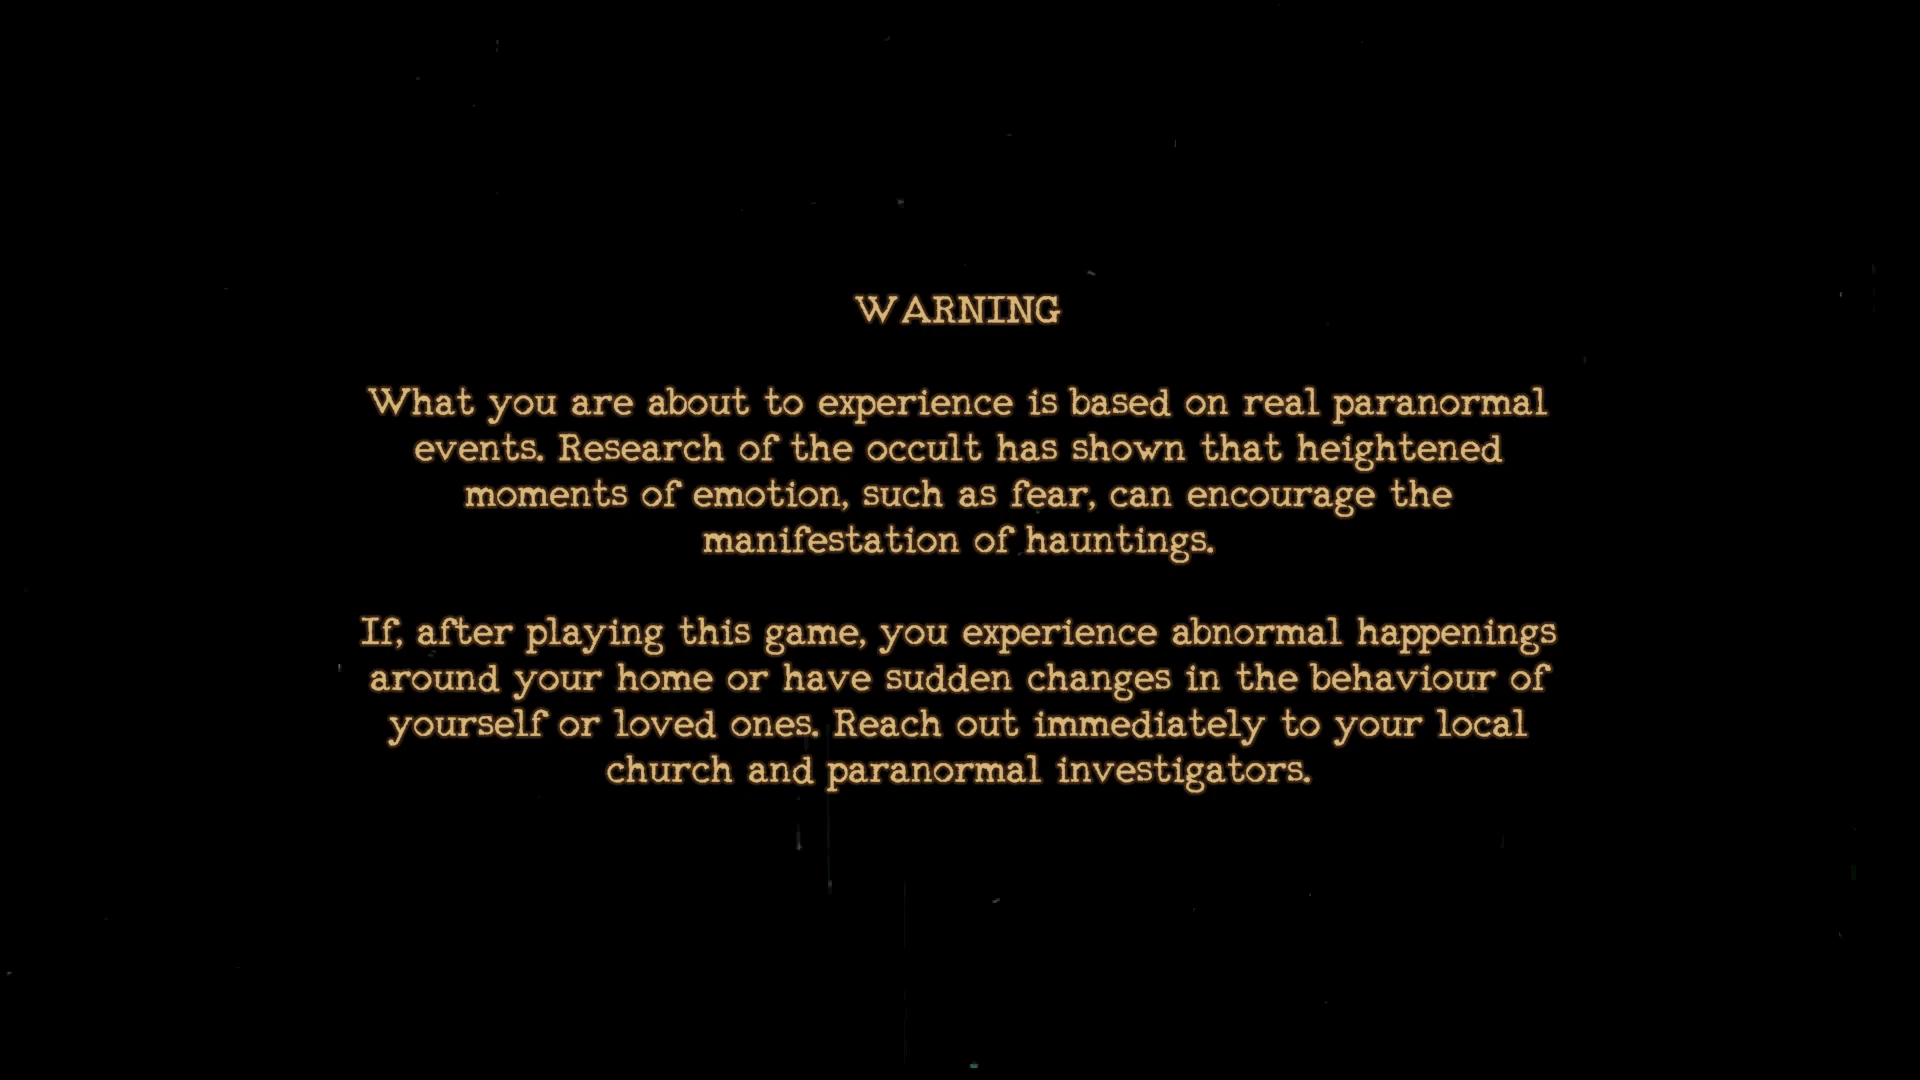 WARNING
What you are about to experience is based on real paranormal
events. Research of the occult has shown that heightened
moments of emotion, such as fear, can encourage the
manifestation of hauntings.
If, after playing this game, you experience abnormal happenings
around your home or have sudden changes in the behaviour of
yourself or loved ones. Reach out immediately to your local
church and paranormal investigators.